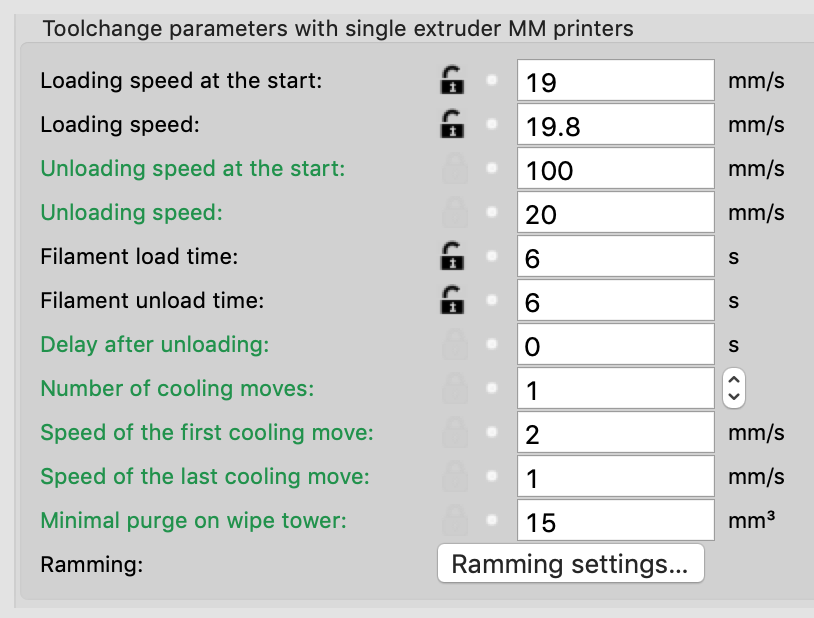 Toolchange parameters with single extruder MM printers
Loading speed at the start: 19 mm/s
Loading speed: 19.8 mm/s
Unloading speed at the start: 100 mm/s
Unloading speed: 20 mm/s
Filament load time: 6 s
Filament unload time: 6 s
Delay after unloading: 0 s
Number of cooling moves: 1
Speed of the first cooling move: 2 mm/s
Speed of the last cooling move: 1 mm/s
Minimal purge on wipe tower: 15 mm³
Ramming: Ramming settings...